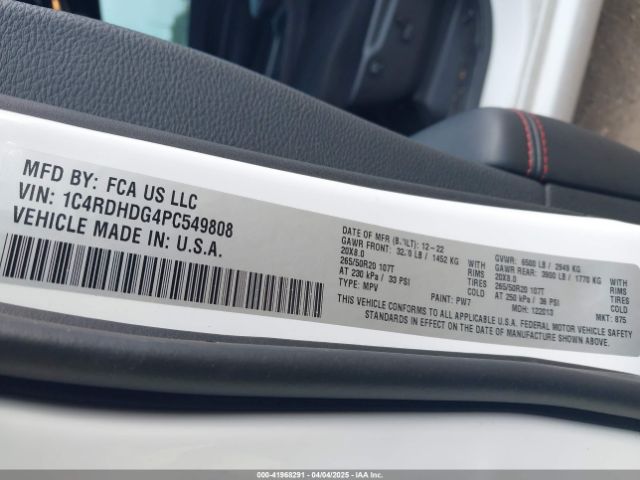 MFD BY: FCA US LLC
VIN: 1C4RDHDG4PC549808
VEHICLE MADE IN: U.S.A.
DATE OF MFR 12-22
GAWR FRONT: LB / 1452 KG WITH
20X8.0 RIMS
265/50R20 107T TIRES
AT 230 kPa / 33 PSI COLD
TYPE: MPV PAINT: PW7
GVWR: 6500 LB / 2949 KG
GAWR REAR: 3900 LB / 1770 KG WITH
20X8.0 RIMS
265/50R20 107T TIRES
AT 250 kPa / 36 PSI COLD
MDH: 122013 MKT: 875
THIS VEHICLE CONFORMS TO ALL APPLICABLE U.S.A. FEDERAL MOTOR VEHICLE SAFETY
STANDARDS IN EFFECT ON THE DATE OF MANUFACTURE SHOWN ABOVE.
000-41968291 - 04/04/2025 - IAA Inc.